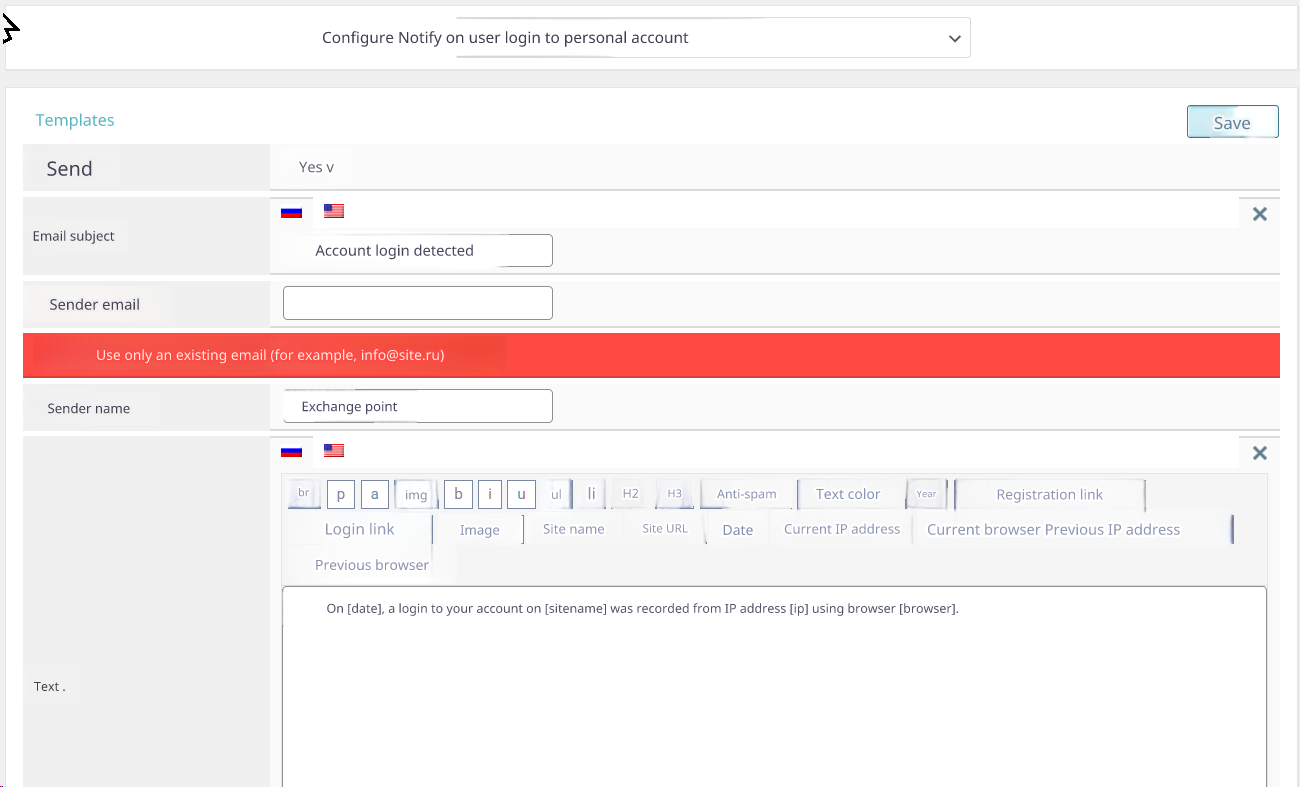 Configure Notify on user login to personal account
Templates
Save
Send
Yes v
Email subject
Account login detected
Sender email
Use only an existing email (for example, info@site.ru)
Sender name
Exchange point
br p a img b i u ul li H2 H3 Anti-spam Text color Year Registration link
Login link Image Site name Site URL Date Current IP address Current browser Previous IP address
Previous browser
On [date], a login to your account on [sitename] was recorded from IP address [ip] using browser [browser].
Text .